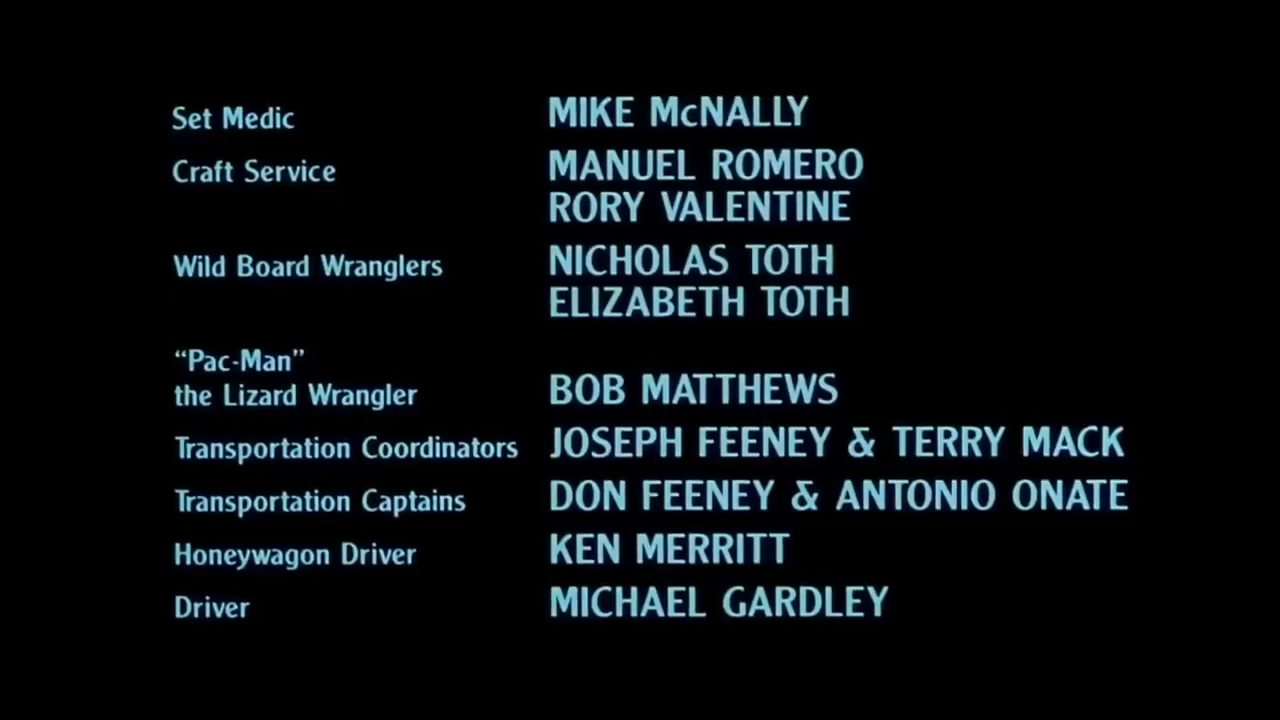 Set Medic MIKE McNALLY
Craft Service MANUEL ROMERO
RORY VALENTINE
Wild Board Wranglers NICHOLAS TOTH
ELIZABETH TOTH
“Pac-Man”
the Lizard Wrangler BOB MATTHEWS
Transportation Coordinators JOSEPH FEENEY & TERRY MACK
Transportation Captains DON FEENEY & ANTONIO ONATE
Honeywagon Driver KEN MERRITT
Driver MICHAEL GARDLEY